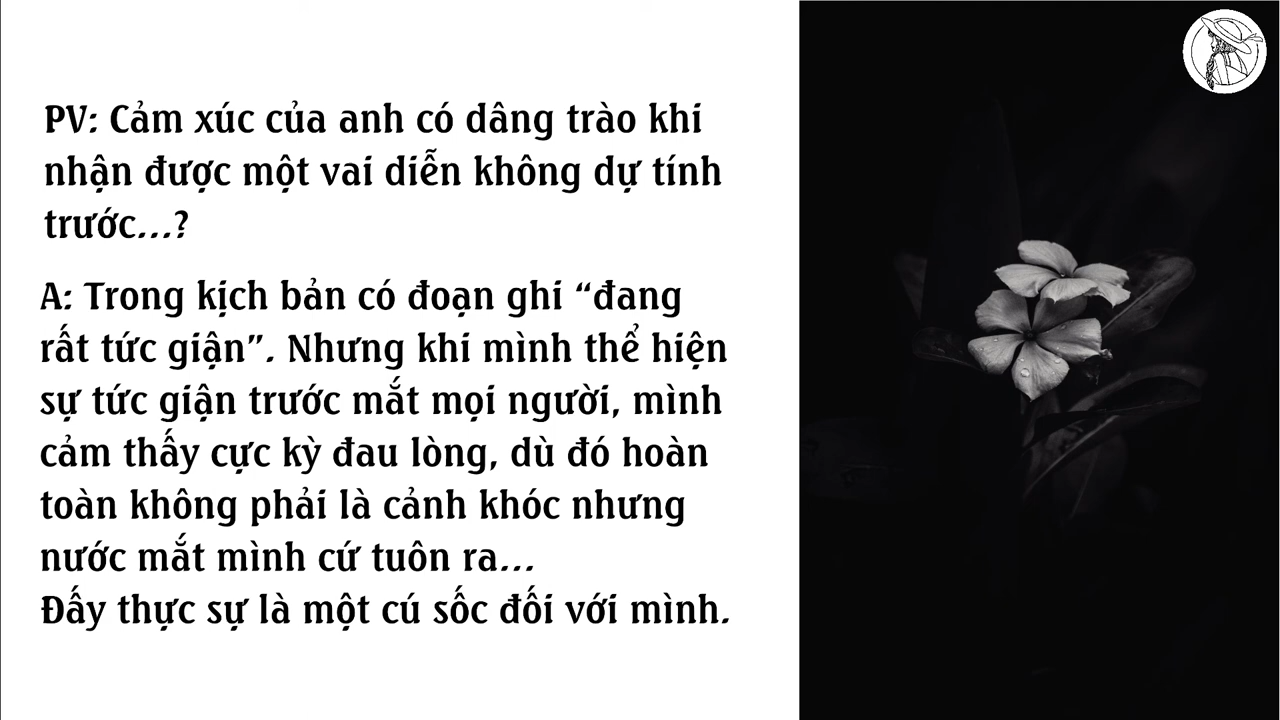 PV: Cảm xúc của anh có dâng trào khi
nhận được một vai diễn không dự tính
trước...?
A: Trong kịch bản có đoạn ghi “đang
rất tức giận”. Nhưng khi mình thể hiện
sự tức giận trước mắt mọi người, mình
cảm thấy cực kỳ đau lòng, dù đó hoàn
toàn không phải là cảnh khóc nhưng
nước mắt mình cứ tuôn ra...
Đấy thực sự là một cú sốc đối với mình.